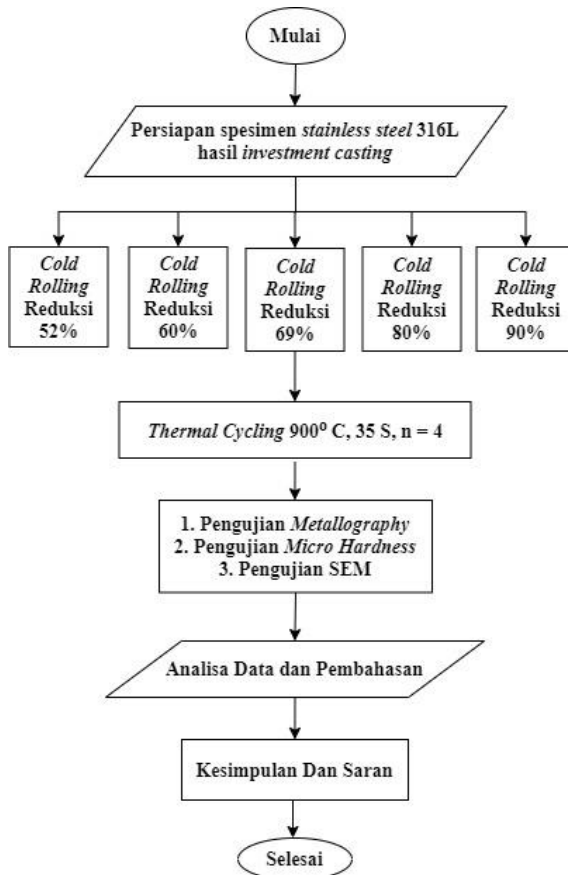 Mulai
Persiapan spesimen stainless steel 316L
hasil investment casting
Cold
Rolling
Reduksi
52%
Cold
Rolling
Reduksi
60%
Cold
Rolling
Reduksi
69%
Cold
Rolling
Reduksi
80%
Cold
Rolling
Reduksi
90%
Thermal Cycling 900⁰ C, 35 S, n = 4
1. Pengujian Metallography
2. Pengujian Micro Hardness
3. Pengujian SEM
Analisa Data dan Pembahasan
Kesimpulan Dan Saran
Selesai